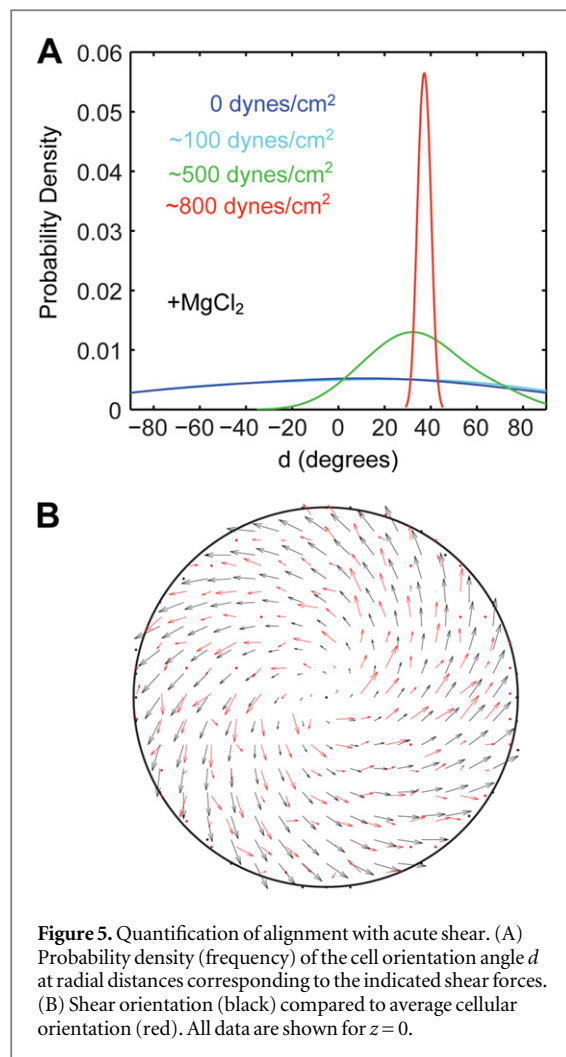 A
0.06
0.05
0.04
0.03
0.02
0.01
0
Probability Density
0 dynes/cm²
~100 dynes/cm²
~500 dynes/cm²
~800 dynes/cm²
+MgCl₂
−80 −60 −40 −20 0 20 40 60 80
d (degrees)
B
Figure 5. Quantification of alignment with acute shear. (A)
Probability density (frequency) of the cell orientation angle d
at radial distances corresponding to the indicated shear forces.
(B) Shear orientation (black) compared to average cellular
orientation (red). All data are shown for z = 0.